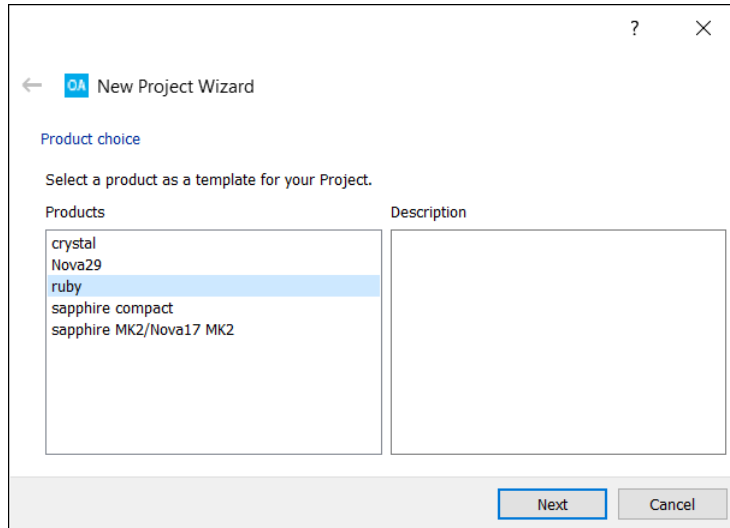 ?
OA New Project Wizard
Product choice
Select a product as a template for your Project.
Products Description
crystal
Nova29
ruby
sapphire compact
sapphire MK2/Nova17 MK2
Next Cancel